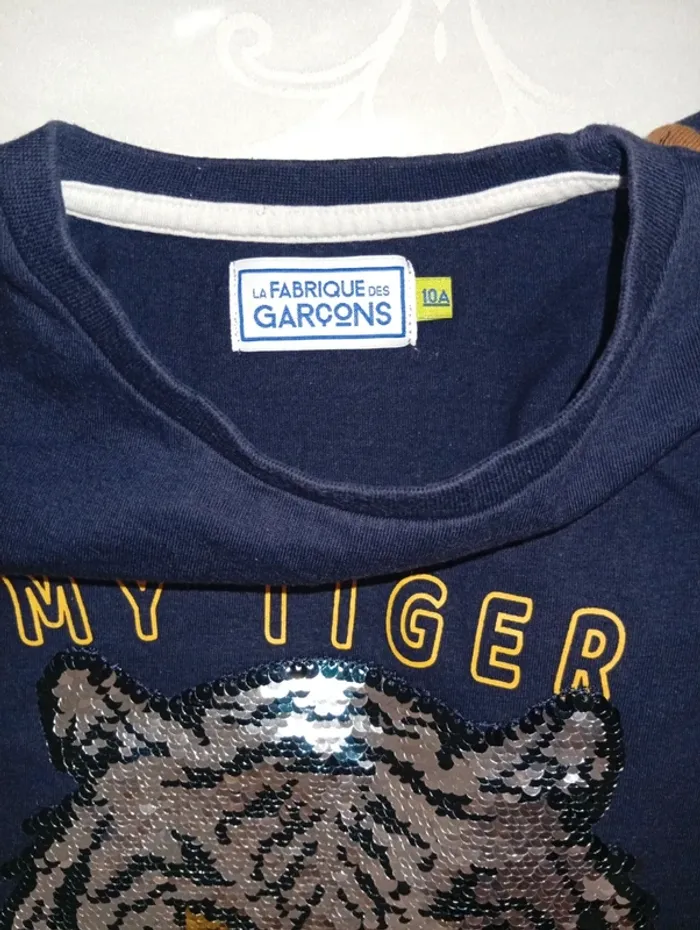 LA FABRIQUE DES
GARÇONS
10A
MY TIGER